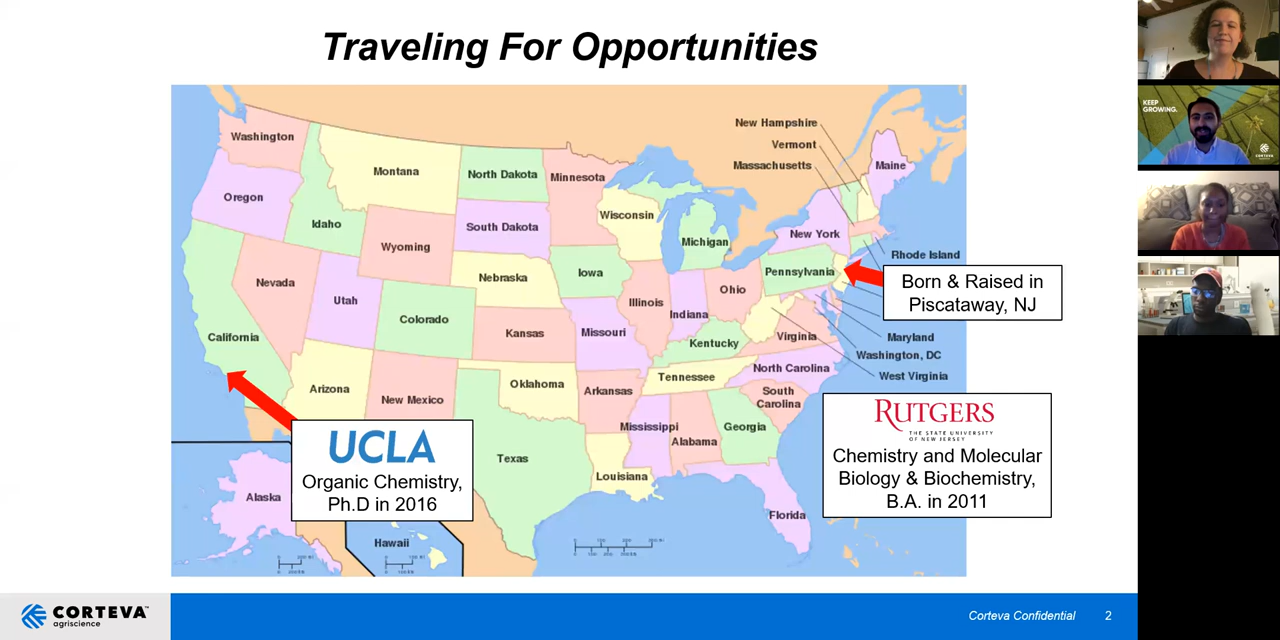 Traveling For Opportunities
New Hampshire
Vermont
Massachusetts
Washington
Montana
North Dakota
Minnesota
Maine
Oregon
Idaho
Wyoming
South Dakota
Wisconsin
Michigan
New York
Rhode Island
Nevada
Utah
Colorado
Nebraska
Iowa
Illinois
Indiana
Ohio
Pennsylvania
Born & Raised in
Piscataway, NJ
California
Kansas
Missouri
Kentucky
Virginia
Maryland
Washington, DC
West Virginia
Arizona
New Mexico
Oklahoma
Arkansas
Tennessee
North Carolina
South
Carolina
Mississippi
Alabama
Georgia
Texas
Louisiana
Florida
Alaska
Hawaii
UCLA
Organic Chemistry,
Ph.D in 2016
RUTGERS
THE STATE UNIVERSITY
OF NEW JERSEY
Chemistry and Molecular
Biology & Biochemistry,
B.A. in 2011
CORTEVA™
agriscience
Corteva Confidential
2
KEEP
GROWING.
CORTEVA